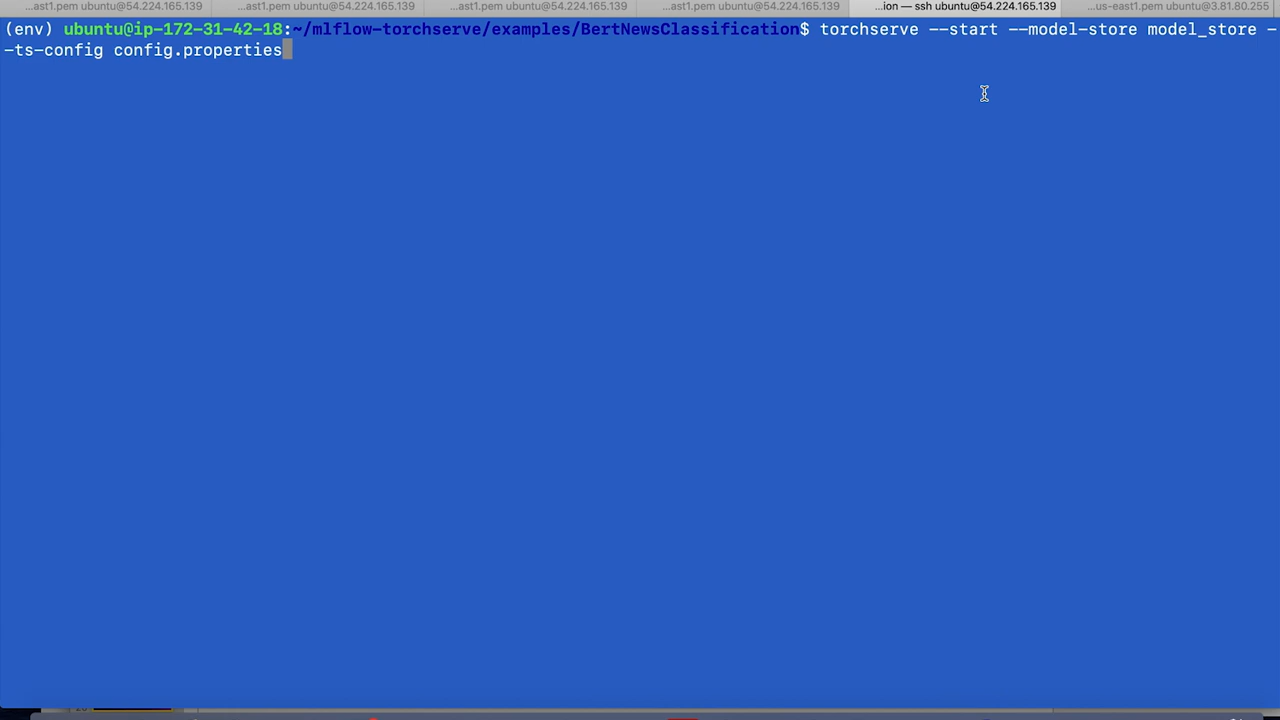 ...ast1.pem ubuntu@54.224.165.139 ...ast1.pem ubuntu@54.224.165.139 ...ast1.pem ubuntu@54.224.165.139 ...ast1.pem ubuntu@54.224.165.139 ...ion — ssh ubuntu@54.224.165.139 ...us-east1.pem ubuntu@3.81.80.255
(env) ubuntu@ip-172-31-42-18:~/mlflow-torchserve/examples/BertNewsClassification$ torchserve --start --model-store model_store -
-ts-config config.properties